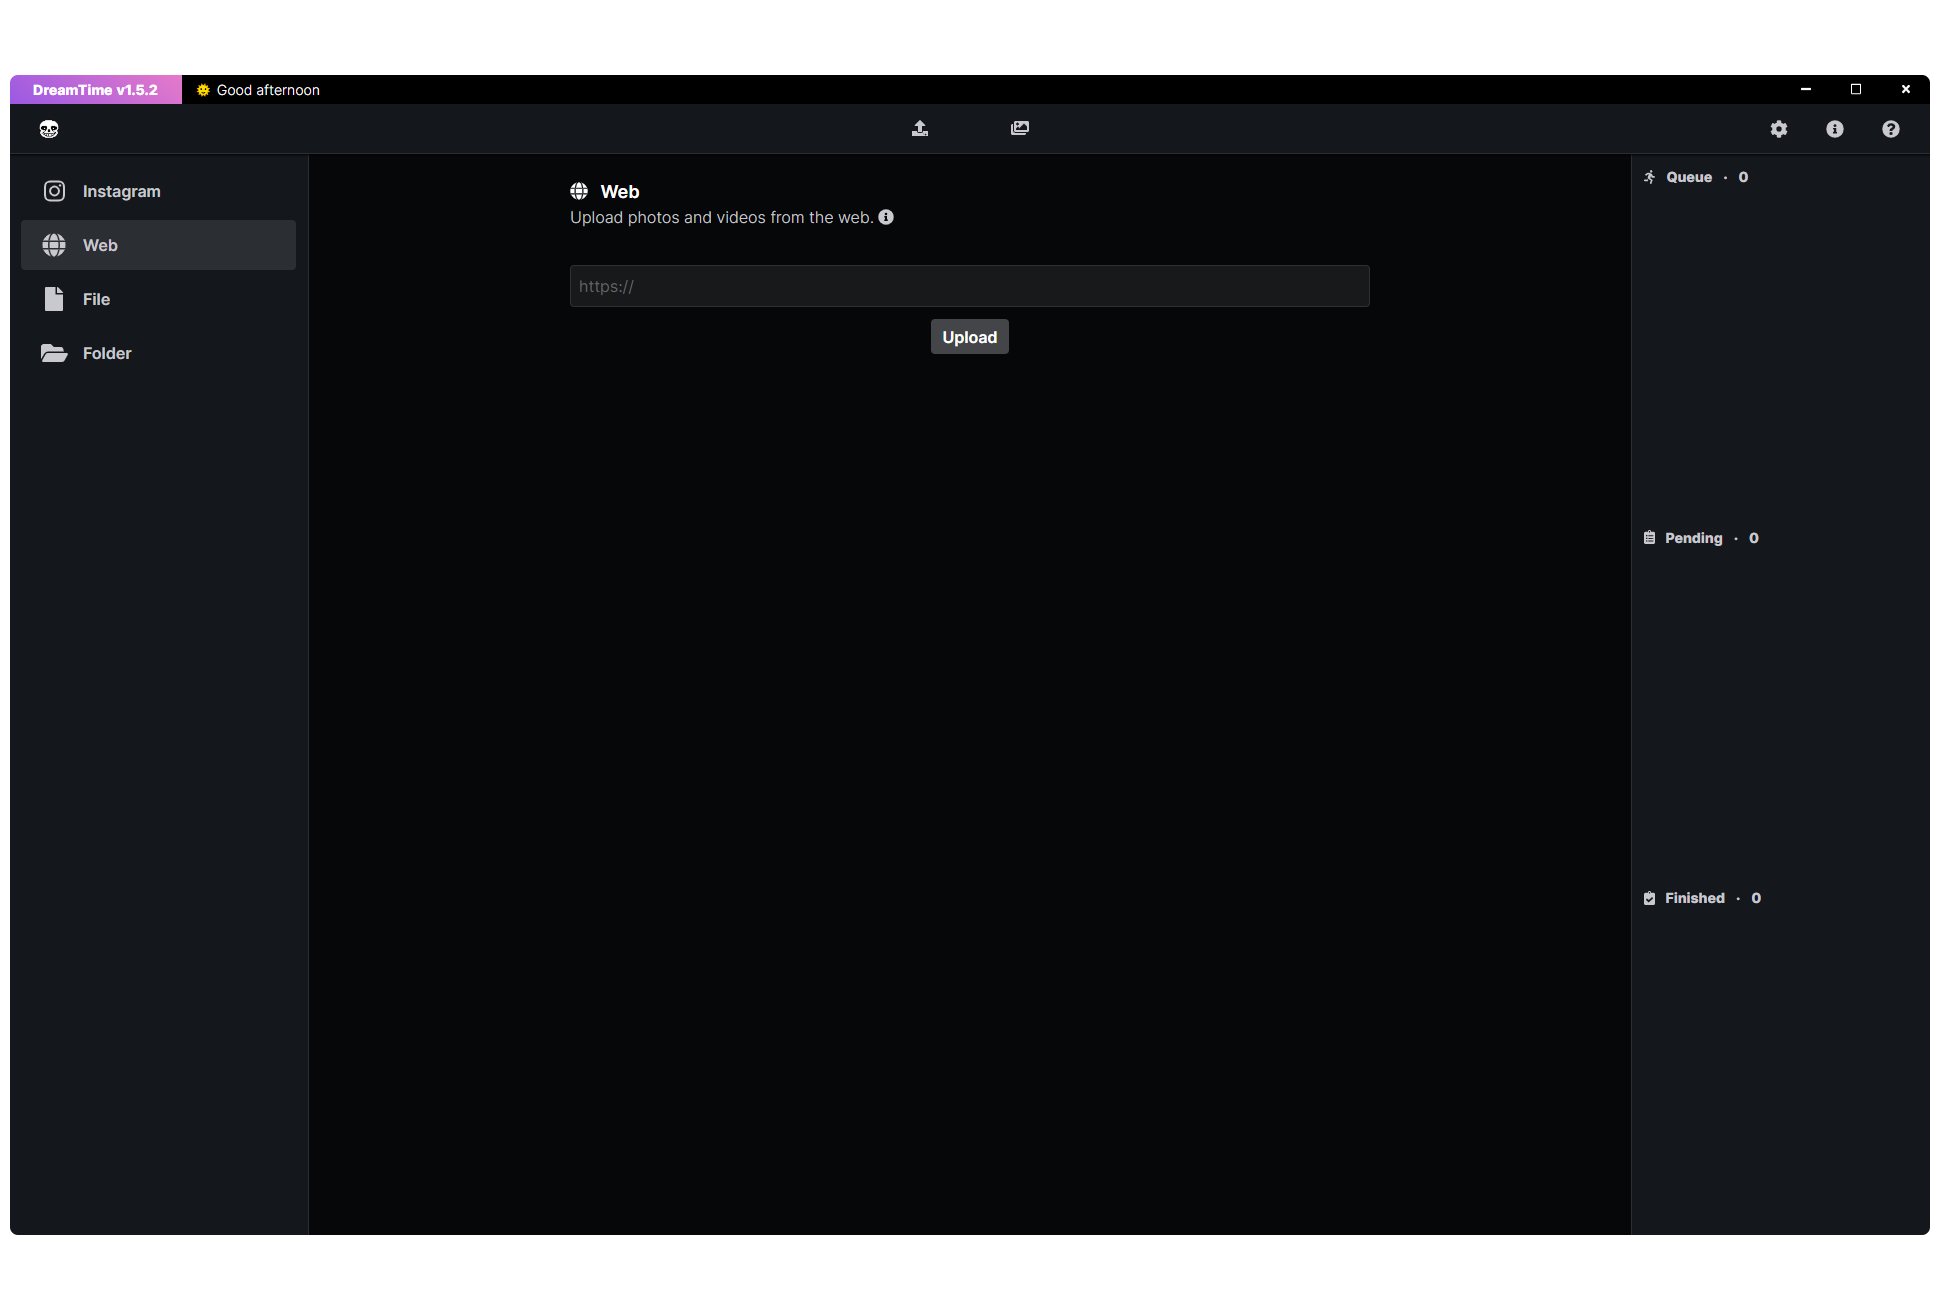 DreamTime v1.5.2
🌞 Good afternoon
Instagram
Web
File
Folder
Web
Upload photos and videos from the web.
https://
Upload
Queue · 0
Pending · 0
Finished · 0